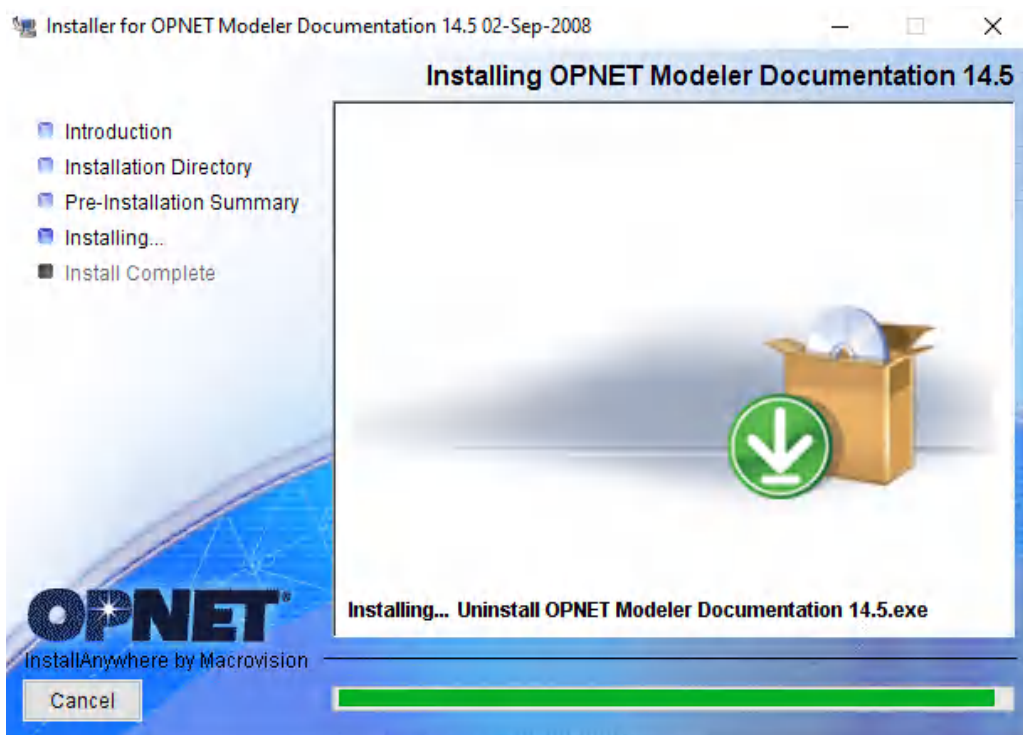 Installer for OPNET Modeler Documentation 14.5 02-Sep-2008
Installing OPNET Modeler Documentation 14.5
Introduction
Installation Directory
Pre-Installation Summary
Installing...
Install Complete
Installing... Uninstall OPNET Modeler Documentation 14.5.exe
OPNET®
InstallAnywhere by Macrovision
Cancel